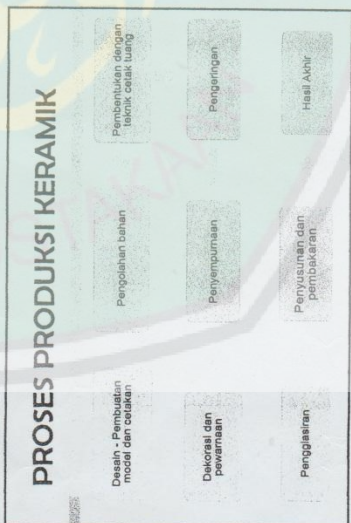 PROSES PRODUKSI KERAMIK
Desain - Pembuatan
model dan cetakan
Pengolahan bahan
Pembentukan dengan
teknik cetak tuang
Dekorasi dan
pewarnaan
Penyempurnaan
Pengeringan
Pengglasiran
Penyusunan dan
pembakaran
Hasil Akhir